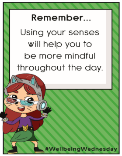 Remember...
Using your senses
will help you to
be more mindful
throughout the day.
#WellbeingWednesday